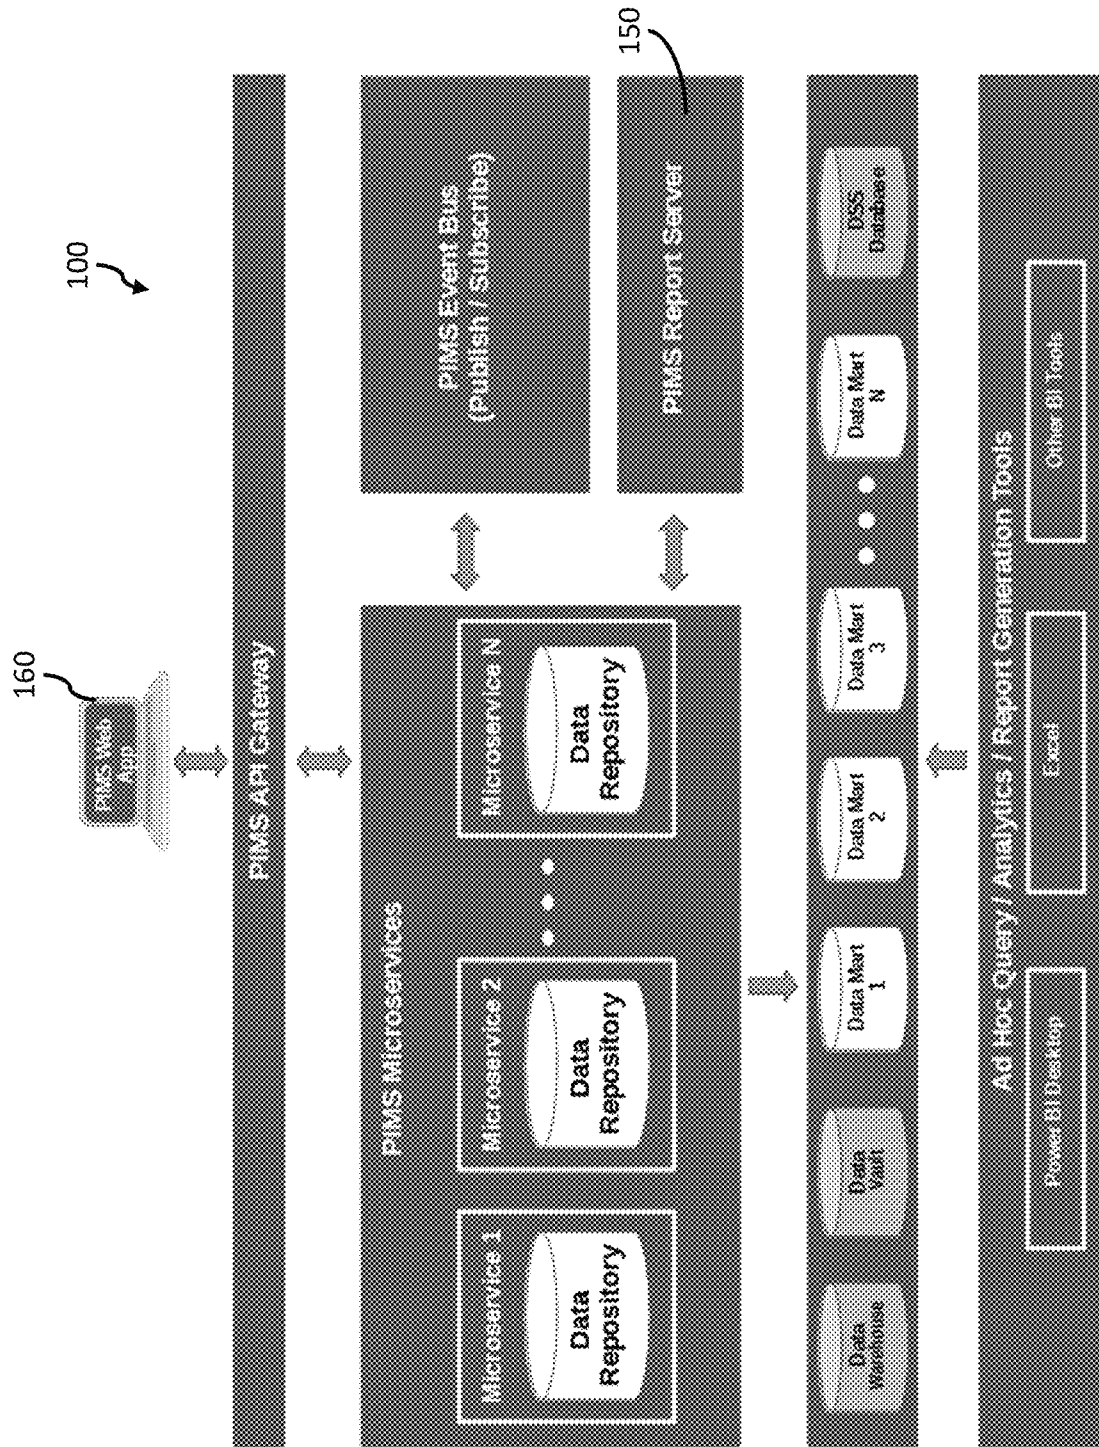 100
160
PIMS Web
App
PIMS API Gateway
PIMS Microservices
Microservice 1
Data
Repository
Microservice 2
Data
Repository
Microservice N
Data
Repository
PIMS Event Bus
(Publish / Subscribe)
PIMS Report Server
150
Data
Warehouse
Data
Vault
Data Mart
1
Data Mart
2
Data Mart
3
Data Mart
N
DSS
Database
Ad Hoc Query / Analytics / Report Generation Tools
Power BI Desktop
Excel
Other BI Tools